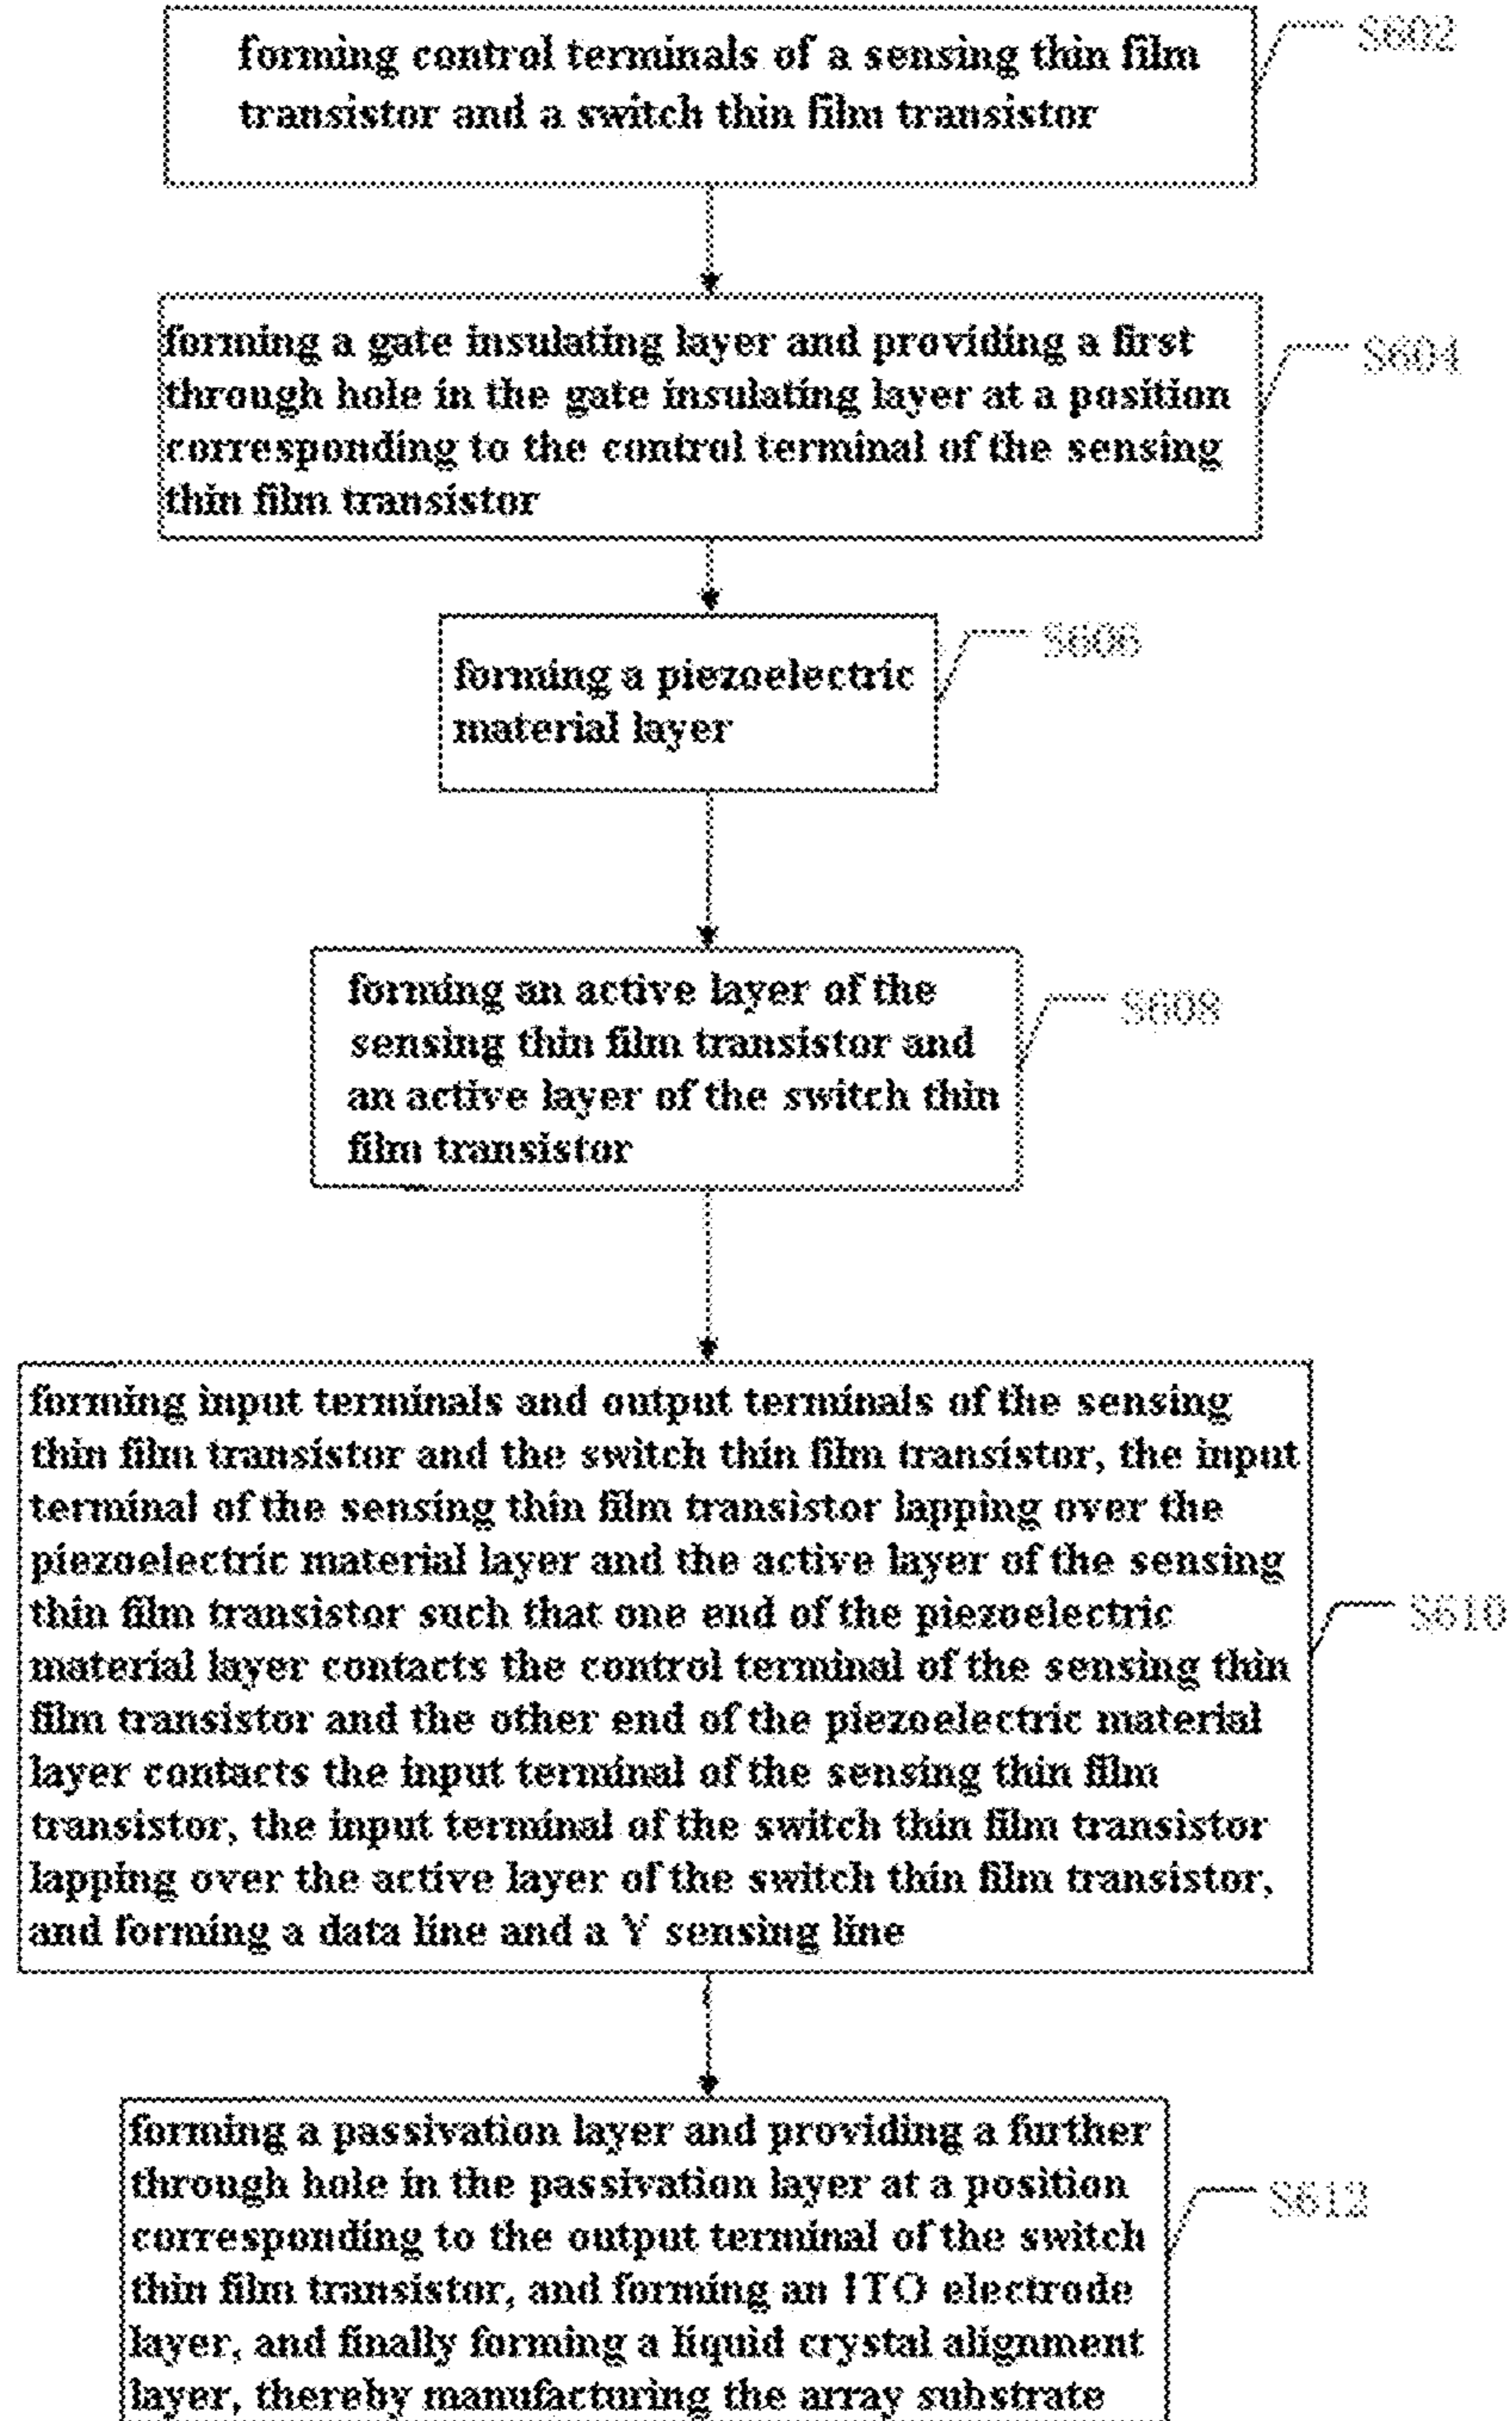 forming control terminals of a sensing thin film
transistor and a switch thin film transistor
S602
forming a gate insulating layer and providing a first
through hole in the gate insulating layer at a position
corresponding to the control terminal of the sensing
thin film transistor
S604
forming a piezoelectric
material layer
S606
forming an active layer of the
sensing thin film transistor and
an active layer of the switch thin
film transistor
S608
forming input terminals and output terminals of the sensing
thin film transistor and the switch thin film transistor, the input
terminal of the sensing thin film transistor lapping over the
piezoelectric material layer and the active layer of the sensing
thin film transistor such that one end of the piezoelectric
material layer contacts the control terminal of the sensing thin
film transistor and the other end of the piezoelectric material
layer contacts the input terminal of the sensing thin film
transistor, the input terminal of the switch thin film transistor
lapping over the active layer of the switch thin film transistor,
and forming a data line and a Y sensing line
S610
forming a passivation layer and providing a further
through hole in the passivation layer at a position
corresponding to the output terminal of the switch
thin film transistor, and forming an ITO electrode
layer, and finally forming a liquid crystal alignment
layer, thereby manufacturing the array substrate
S612